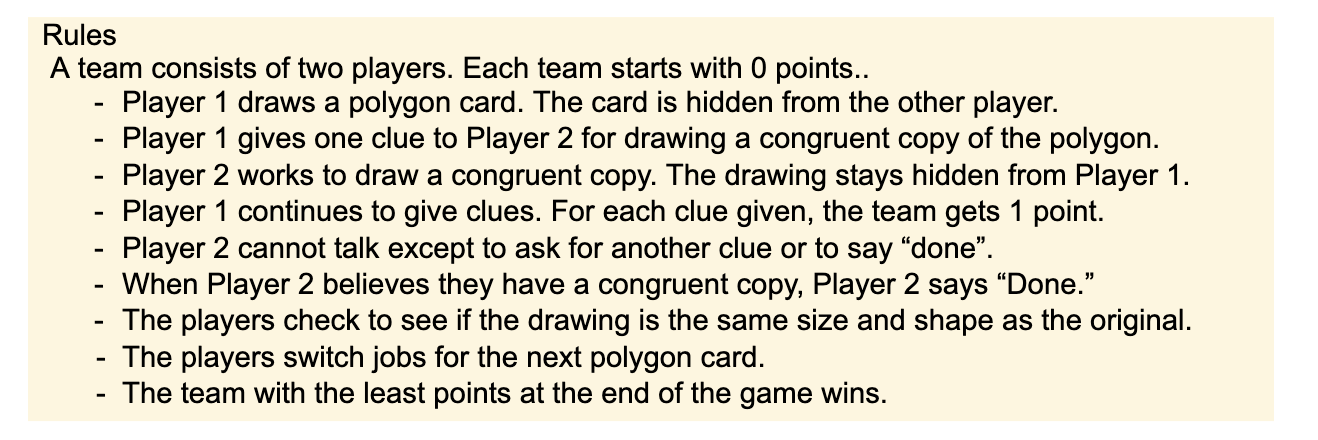 Rules
A team consists of two players. Each team starts with 0 points..
- Player 1 draws a polygon card. The card is hidden from the other player.
- Player 1 gives one clue to Player 2 for drawing a congruent copy of the polygon.
- Player 2 works to draw a congruent copy. The drawing stays hidden from Player 1.
- Player 1 continues to give clues. For each clue given, the team gets 1 point.
- Player 2 cannot talk except to ask for another clue or to say “done”.
- When Player 2 believes they have a congruent copy, Player 2 says “Done.”
- The players check to see if the drawing is the same size and shape as the original.
- The players switch jobs for the next polygon card.
- The team with the least points at the end of the game wins.